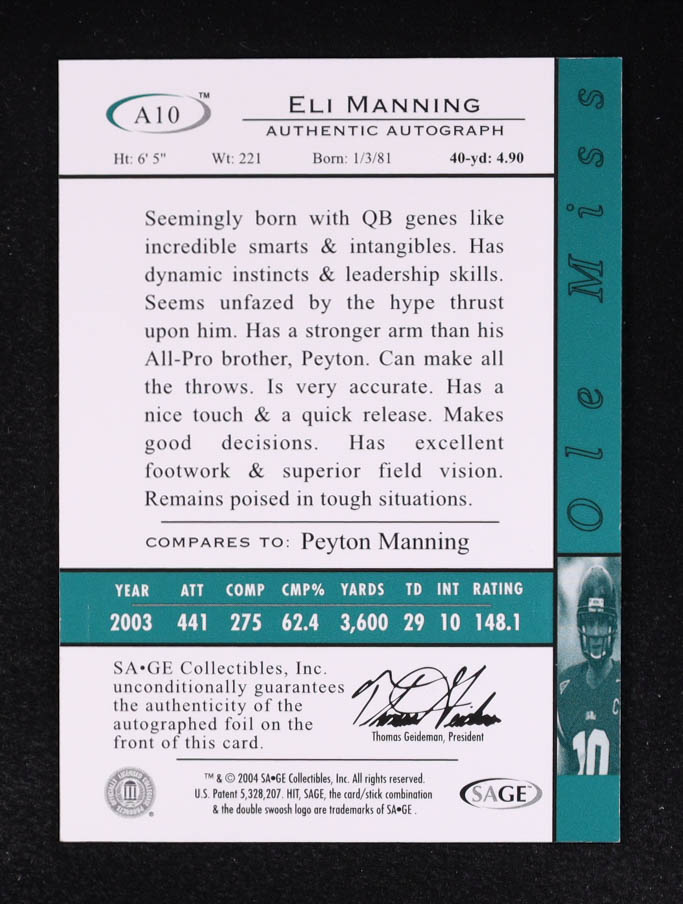 A10 ™
Eli Manning
AUTHENTIC AUTOGRAPH
Ht: 6' 5" Wt: 221 Born: 1/3/81 40-yd: 4.90
Seemingly born with QB genes like
incredible smarts & intangibles. Has
dynamic instincts & leadership skills.
Seems unfazed by the hype thrust
upon him. Has a stronger arm than his
All-Pro brother, Peyton. Can make all
the throws. Is very accurate. Has a
nice touch & a quick release. Makes
good decisions. Has excellent
footwork & superior field vision.
Remains poised in tough situations.
COMPARES TO: Peyton Manning
YEAR ATT COMP CMP% YARDS TD INT RATING
2003 441 275 62.4 3,600 29 10 148.1
SA•GE Collectibles, Inc.
unconditionally guarantees
the authenticity of the
autographed foil on the
front of this card.
Thomas Geideman, President
™ & © 2004 SA•GE Collectibles, Inc. All rights reserved.
U.S. Patent 5,328,207. HIT, SAGE, the card/stick combination
& the double swoosh logo are trademarks of SA•GE .
SAGE
Ole Miss
C
10